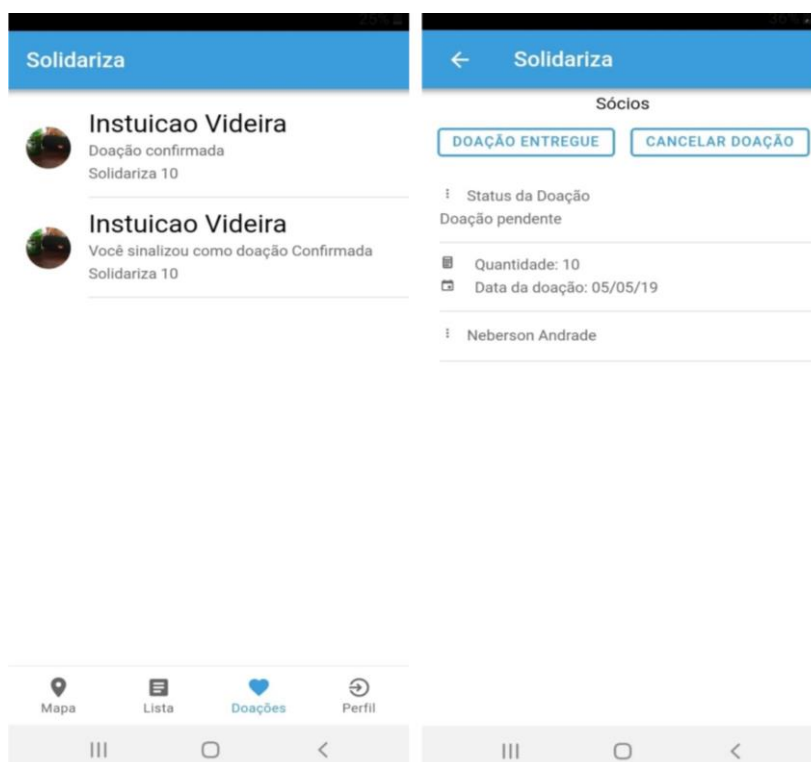 25%
Solidariza
Instuicao Videira
Doação confirmada
Solidariza 10
Instuicao Videira
Você sinalizou como doação Confirmada
Solidariza 10
Mapa
Lista
Doações
Perfil
36%
Solidariza
Sócios
DOAÇÃO ENTREGUE
CANCELAR DOAÇÃO
Status da Doação
Doação pendente
Quantidade: 10
Data da doação: 05/05/19
Neberson Andrade